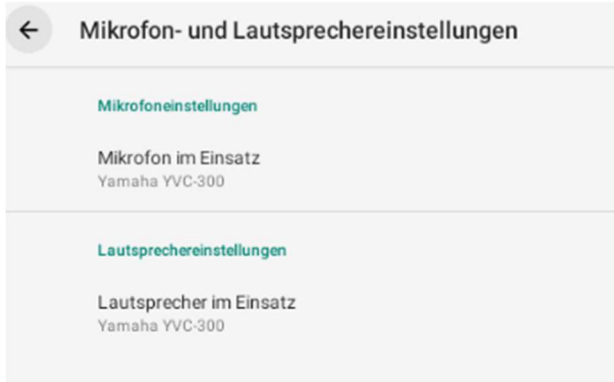 Mikrofon- und Lautsprechereinstellungen
Mikrofoneinstellungen
Mikrofon im Einsatz
Yamaha YVC-300
Lautsprechereinstellungen
Lautsprecher im Einsatz
Yamaha YVC-300